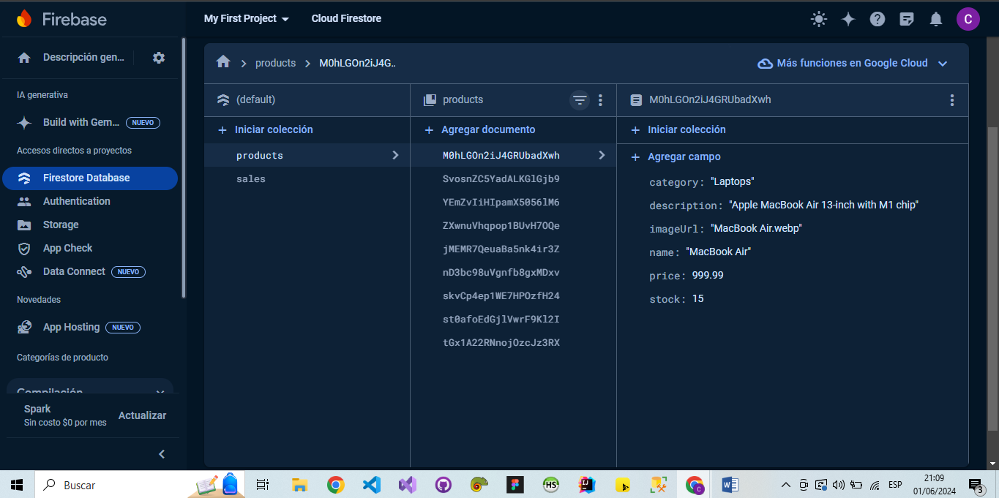 Firebase
My First Project
Cloud Firestore
C
Descripción gen...
IA generativa
Build with Gem... NUEVO
Accesos directos a proyectos
Firestore Database
Authentication
Storage
App Check
Data Connect NUEVO
Novedades
App Hosting NUEVO
Categorías de producto
Compilación
Spark
Sin costo $0 por mes
Actualizar
products
M0hLGOn2iJ4G..
Más funciones en Google Cloud
(default)
Iniciar colección
products
sales
products
Agregar documento
M0hLGOn2iJ4GRUbadXwh
SvosnZC5YadALKGlGjb9
YEmZvIiHIpamX5056lM6
ZXwnuVhqpop1BUvH7OQe
jMEMR7QeuaBa5nk4ir3Z
nD3bc98uVgnfb8gxMDxv
skvCp4ep1WE7HPOzfH24
st0afoEdGjlVwrF9Kl2I
tGx1A22RNnojOzcJz3RX
M0hLGOn2iJ4GRUbadXwh
Iniciar colección
Agregar campo
category: "Laptops"
description: "Apple MacBook Air 13-inch with M1 chip"
imageUrl: "MacBook Air.webp"
name: "MacBook Air"
price: 999.99
stock: 15
Buscar
HS
IJ
C
ESP
21:09
01/06/2024
3